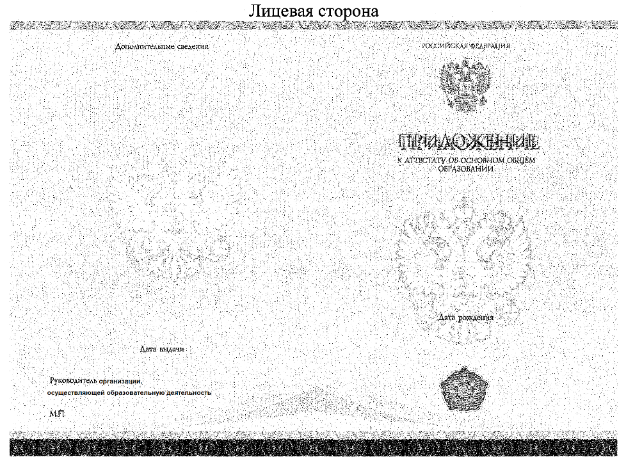 Лицевая сторона
Дополнительные сведения
Дата выдачи
Руководитель организации,
осуществляющей образовательную деятельность
М.П.
РОССИЙСКАЯ ФЕДЕРАЦИЯ
ПРИЛОЖЕНИЕ
К АТТЕСТАТУ ОБ ОСНОВНОМ ОБЩЕМ
ОБРАЗОВАНИИ
Дата рождения